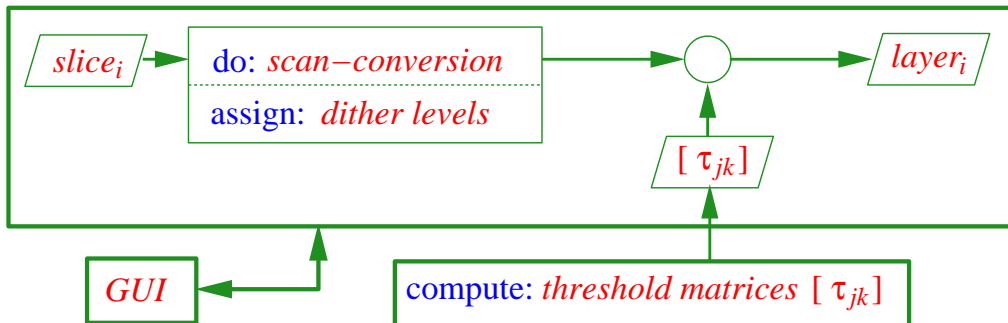 slice_i
do: scan−conversion
assign: dither levels
layer_i
[ τ_jk ]
GUI
compute: threshold matrices [ τ_jk ]